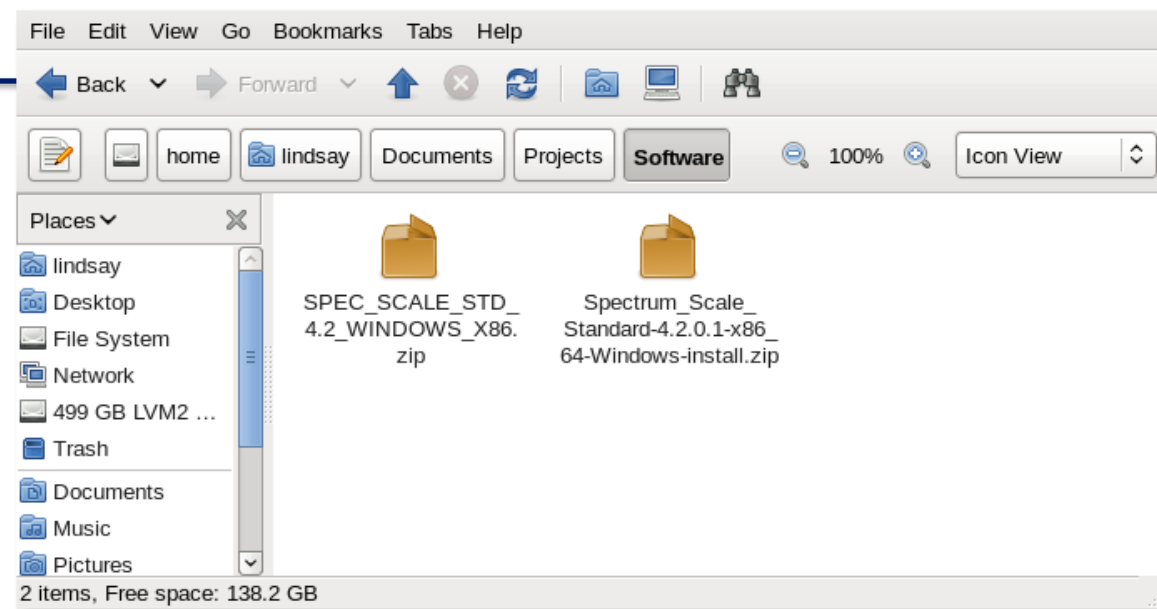 File Edit View Go Bookmarks Tabs Help
Back Forward
home lindsay Documents Projects Software 100% Icon View
Places
lindsay
Desktop
File System
Network
499 GB LVM2 ...
Trash
Documents
Music
Pictures
SPEC_SCALE_STD_
4.2_WINDOWS_X86.
zip
Spectrum_Scale_
Standard-4.2.0.1-x86_
64-Windows-install.zip
2 items, Free space: 138.2 GB